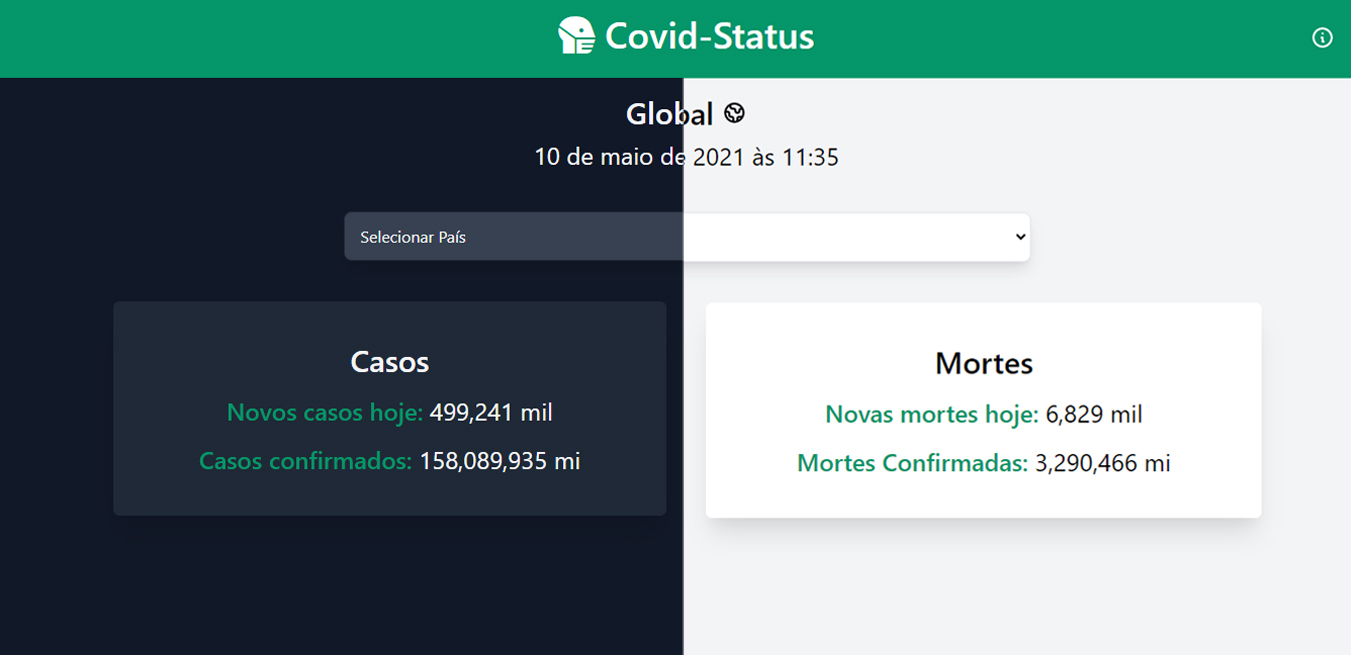 Covid-Status
Global
10 de maio de 2021 às 11:35
Selecionar País
Casos
Novos casos hoje: 499,241 mil
Casos confirmados: 158,089,935 mi
Mortes
Novas mortes hoje: 6,829 mil
Mortes Confirmadas: 3,290,466 mi